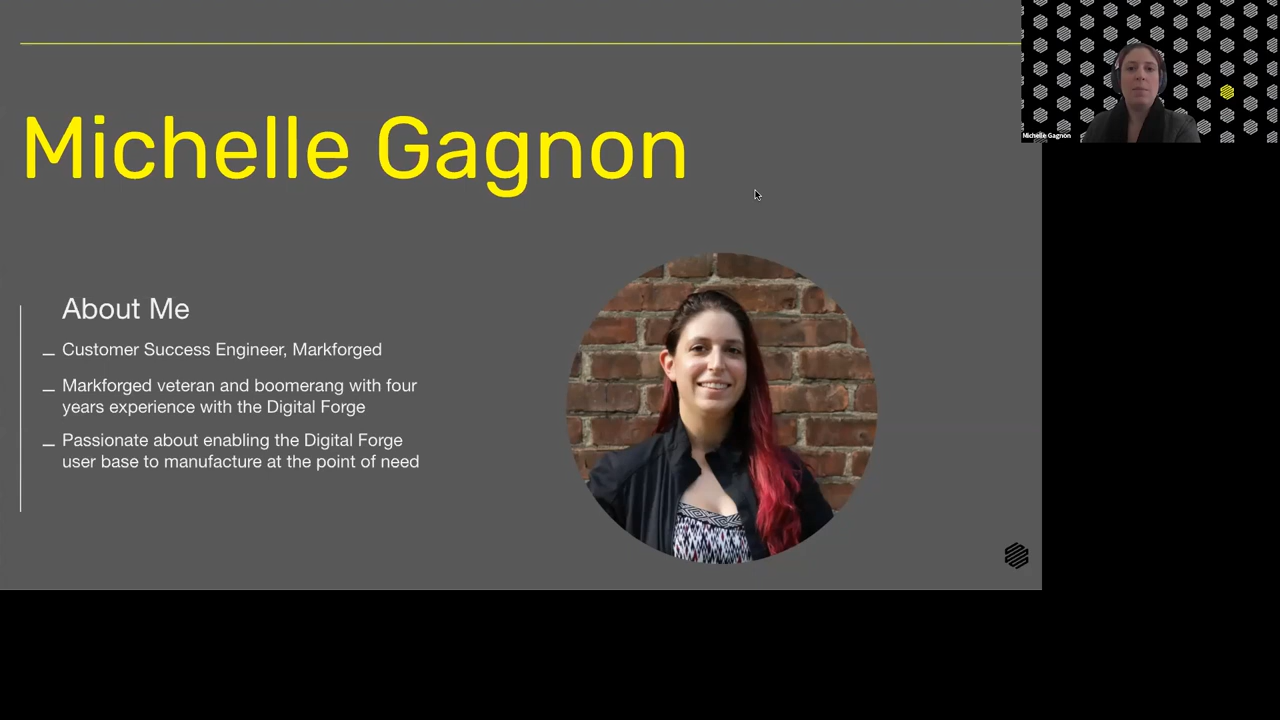 Michelle Gagnon
About Me
Customer Success Engineer, Markforged
Markforged veteran and boomerang with four
years experience with the Digital Forge
Passionate about enabling the Digital Forge
user base to manufacture at the point of need
Michelle Gagnon